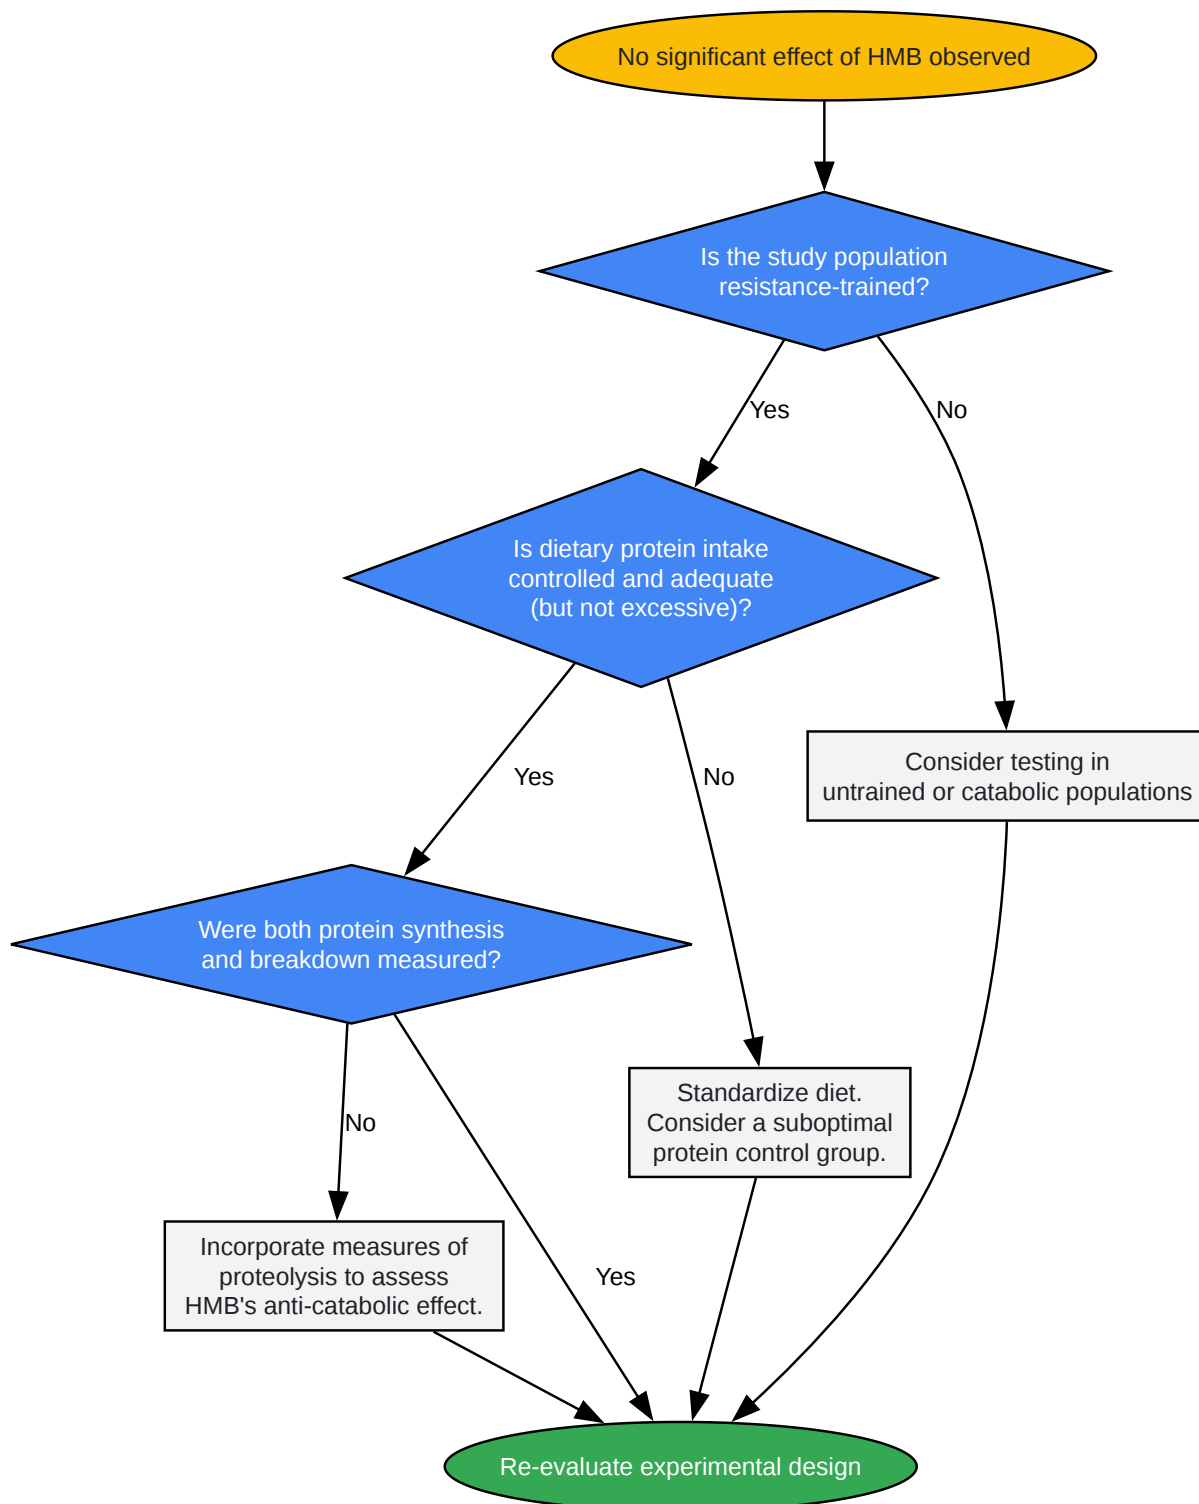 No significant effect of HMB observed
Is the study population
resistance-trained?
Yes
No
Is dietary protein intake
controlled and adequate
(but not excessive)?
Consider testing in
untrained or catabolic populations
Yes
No
Were both protein synthesis
and breakdown measured?
Standardize diet.
Consider a suboptimal
protein control group.
No
Incorporate measures of
proteolysis to assess
HMB's anti-catabolic effect.
Yes
Re-evaluate experimental design